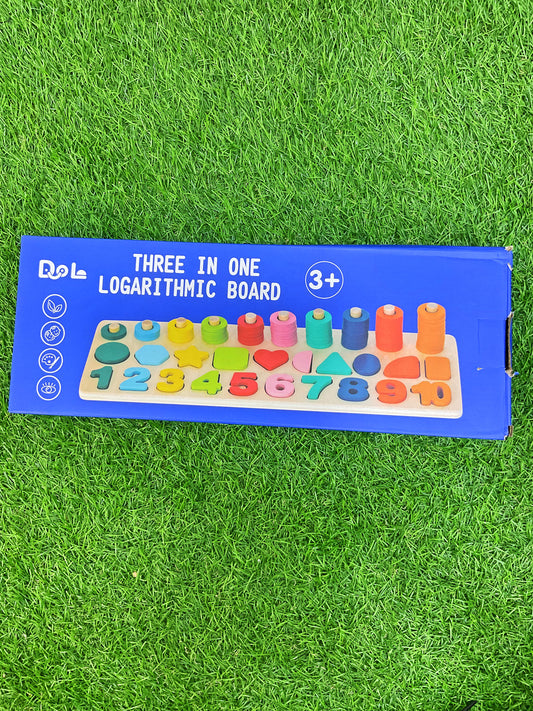 THREE IN ONE
LOGARITHMIC BOARD
3+
1 2 3 4 5 6 7 8 9 10